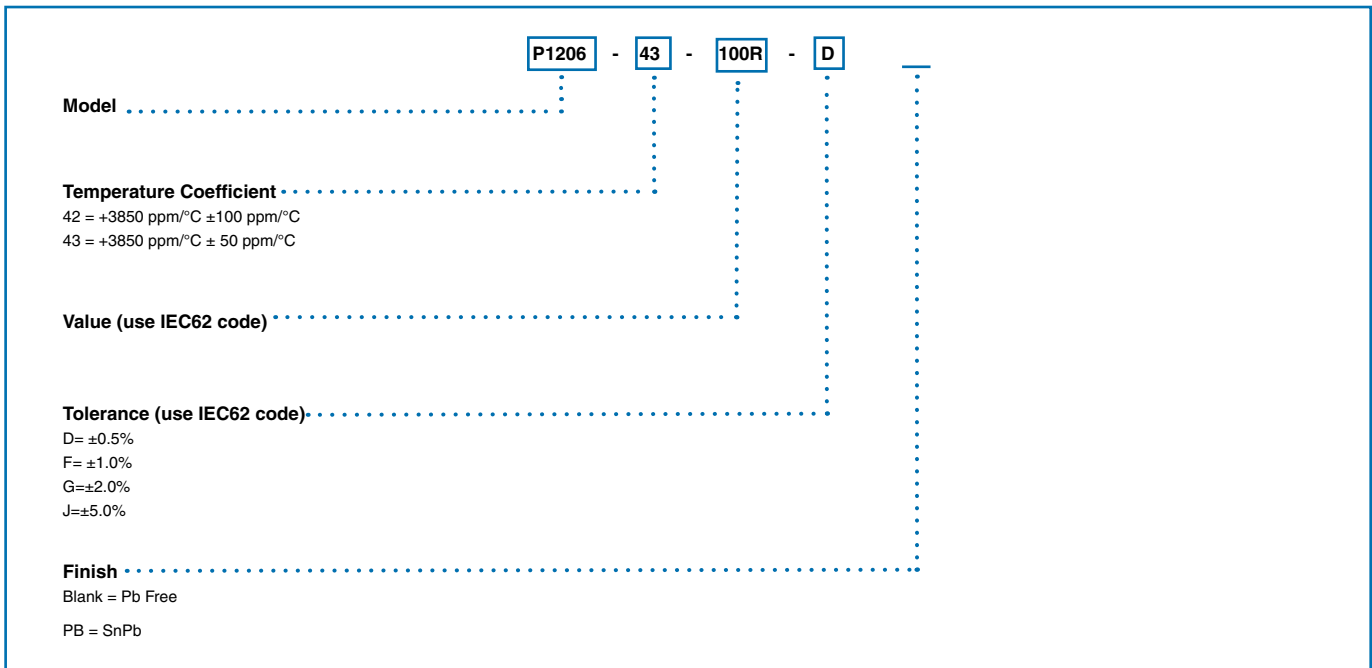 P1206 - 43 - 100R - D
Model
Temperature Coefficient
42 = +3850 ppm/°C ±100 ppm/°C
43 = +3850 ppm/°C ± 50 ppm/°C
Value (use IEC62 code)
Tolerance (use IEC62 code)
D= ±0.5%
F= ±1.0%
G=±2.0%
J=±5.0%
Finish
Blank = Pb Free
PB = SnPb